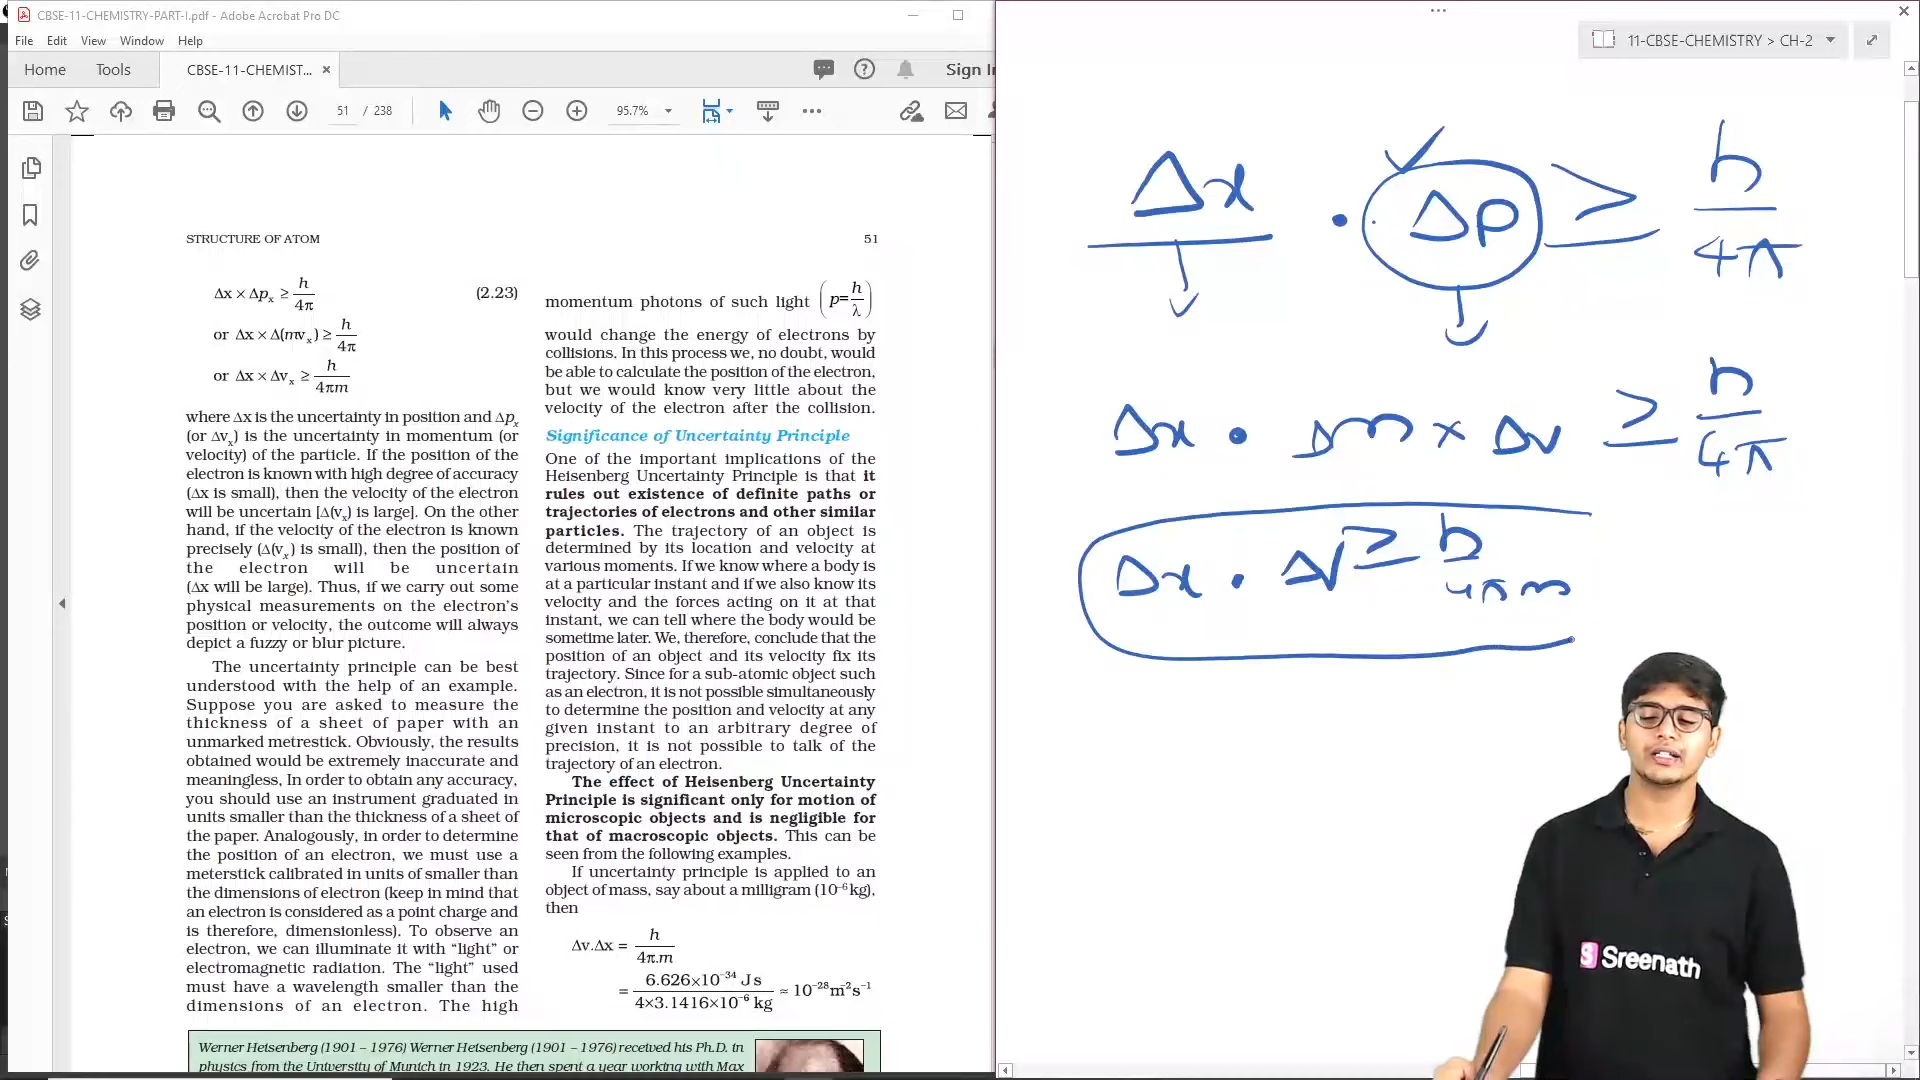 CBSE-11-CHEMISTRY-PART-I.pdf - Adobe Acrobat Pro DC
File Edit View Window Help
Home Tools CBSE-11-CHEMIST... × Sign In
51 / 238 95.7%
STRUCTURE OF ATOM 51
Δx × Δpₓ ≥ h/4π (2.23)
or Δx × Δ(mvₓ) ≥ h/4π
or Δx × Δvₓ ≥ h/4πm
where Δx is the uncertainty in position and Δpₓ
(or Δvₓ) is the uncertainty in momentum (or
velocity) of the particle. If the position of the
electron is known with high degree of accuracy
(Δx is small), then the velocity of the electron
will be uncertain [Δ(vₓ) is large]. On the other
hand, if the velocity of the electron is known
precisely (Δ(vₓ) is small), then the position of
the electron will be uncertain
(Δx will be large). Thus, if we carry out some
physical measurements on the electron's
position or velocity, the outcome will always
depict a fuzzy or blur picture.
The uncertainty principle can be best
understood with the help of an example.
Suppose you are asked to measure the
thickness of a sheet of paper with an
unmarked metrestick. Obviously, the results
obtained would be extremely inaccurate and
meaningless, In order to obtain any accuracy,
you should use an instrument graduated in
units smaller than the thickness of a sheet of
the paper. Analogously, in order to determine
the position of an electron, we must use a
meterstick calibrated in units of smaller than
the dimensions of electron (keep in mind that
an electron is considered as a point charge and
is therefore, dimensionless). To observe an
electron, we can illuminate it with “light” or
electromagnetic radiation. The “light” used
must have a wavelength smaller than the
dimensions of an electron. The high
momentum photons of such light (p=h/λ)
would change the energy of electrons by
collisions. In this process we, no doubt, would
be able to calculate the position of the electron,
but we would know very little about the
velocity of the electron after the collision.
Significance of Uncertainty Principle
One of the important implications of the
Heisenberg Uncertainty Principle is that it
rules out existence of definite paths or
trajectories of electrons and other similar
particles. The trajectory of an object is
determined by its location and velocity at
various moments. If we know where a body is
at a particular instant and if we also know its
velocity and the forces acting on it at that
instant, we can tell where the body would be
sometime later. We, therefore, conclude that the
position of an object and its velocity fix its
trajectory. Since for a sub-atomic object such
as an electron, it is not possible simultaneously
to determine the position and velocity at any
given instant to an arbitrary degree of
precision, it is not possible to talk of the
trajectory of an electron.
The effect of Heisenberg Uncertainty
Principle is significant only for motion of
microscopic objects and is negligible for
that of macroscopic objects. This can be
seen from the following examples.
If uncertainty principle is applied to an
object of mass, say about a milligram (10⁻⁶ kg),
then
Δv.Δx = h/4π.m
= 6.626×10⁻³⁴ J s/4×3.1416×10⁻⁶ kg ≈ 10⁻²⁸m²s⁻¹
Werner Heisenberg (1901 – 1976) Werner Heisenberg (1901 – 1976) received his Ph.D. in
physics from the University of Munich in 1923. He then spent a year working with Max
11-CBSE-CHEMISTRY > CH-2
Δx · Δp ≥ h/4π
Δx · Δm × Δv ≥ h/4π
Δx · Δv ≥ h/4πm
S Sreenath